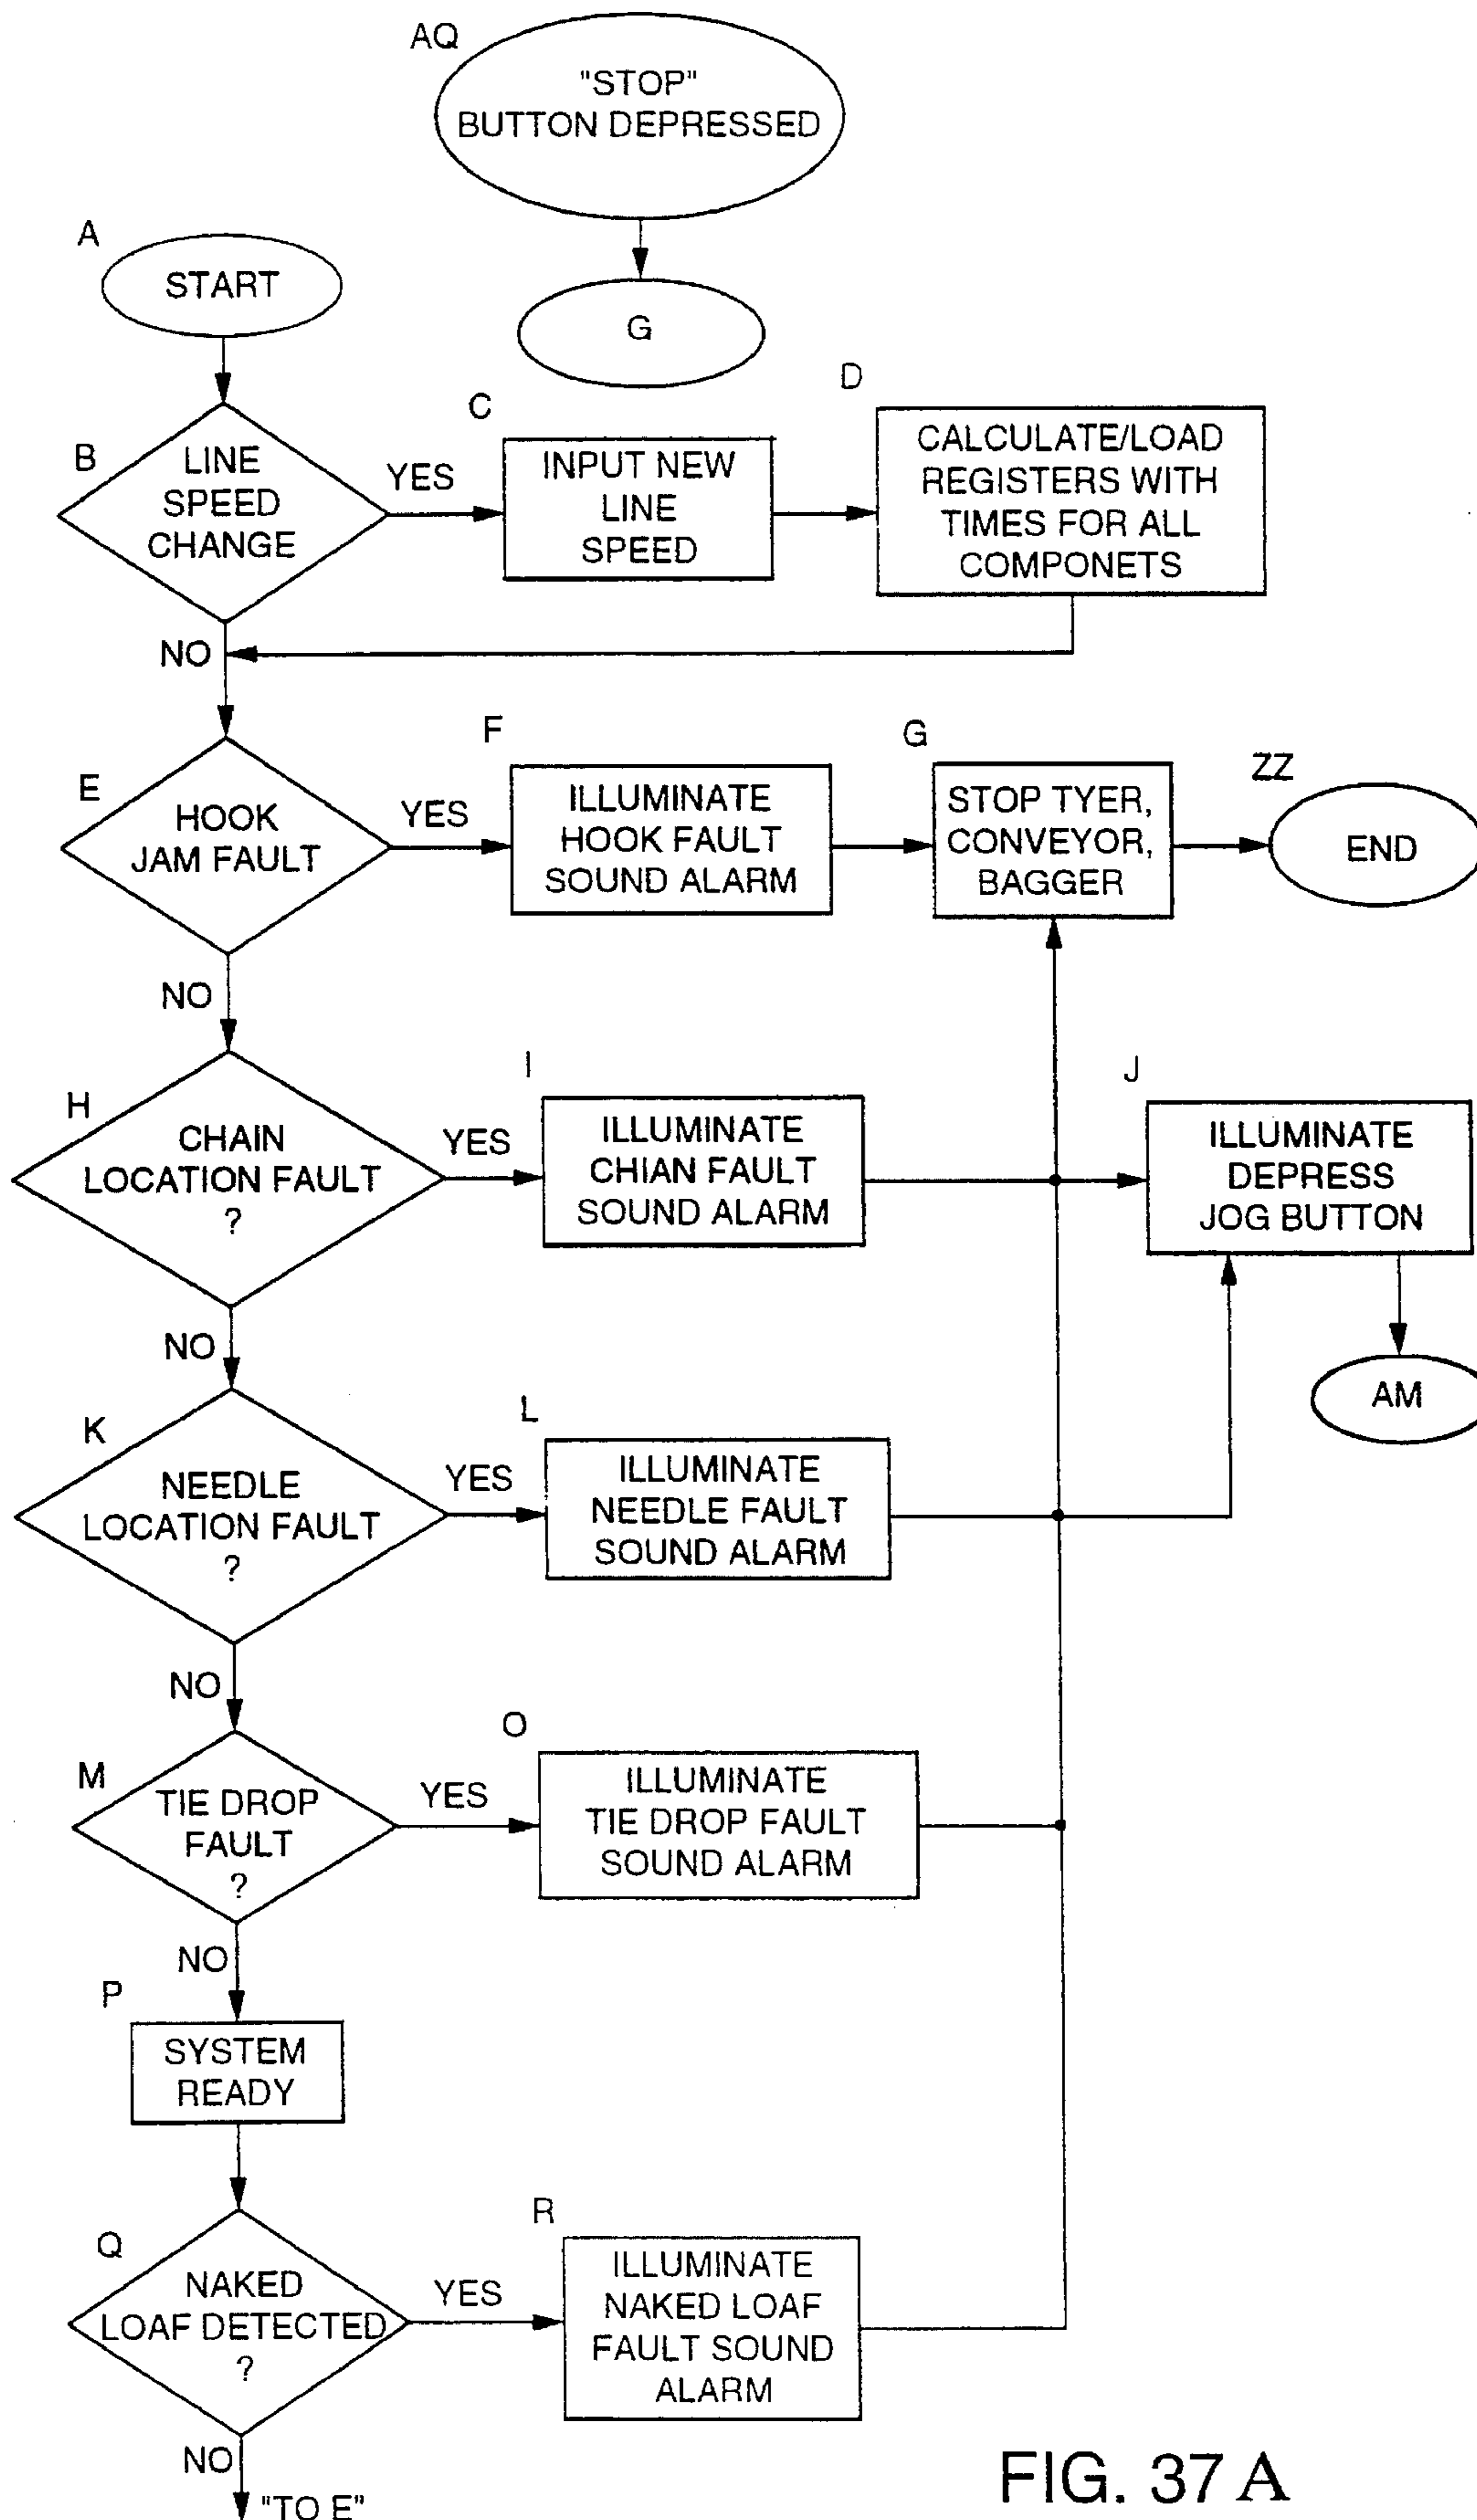 AQ
"STOP"
BUTTON DEPRESSED
A
START
G
B
LINE
SPEED
CHANGE
YES
C
INPUT NEW
LINE
SPEED
D
CALCULATE/LOAD
REGISTERS WITH
TIMES FOR ALL
COMPONETS
NO
E
HOOK
JAM FAULT
YES
F
ILLUMINATE
HOOK FAULT
SOUND ALARM
G
STOP TYER,
CONVEYOR,
BAGGER
ZZ
END
NO
H
CHAIN
LOCATION FAULT
?
YES
I
ILLUMINATE
CHIAN FAULT
SOUND ALARM
J
ILLUMINATE
DEPRESS
JOG BUTTON
AM
NO
K
NEEDLE
LOCATION FAULT
?
YES
L
ILLUMINATE
NEEDLE FAULT
SOUND ALARM
NO
M
TIE DROP
FAULT
?
YES
O
ILLUMINATE
TIE DROP FAULT
SOUND ALARM
NO
P
SYSTEM
READY
Q
NAKED
LOAF DETECTED
?
YES
R
ILLUMINATE
NAKED LOAF
FAULT SOUND
ALARM
NO
"TO E"
FIG. 37 A